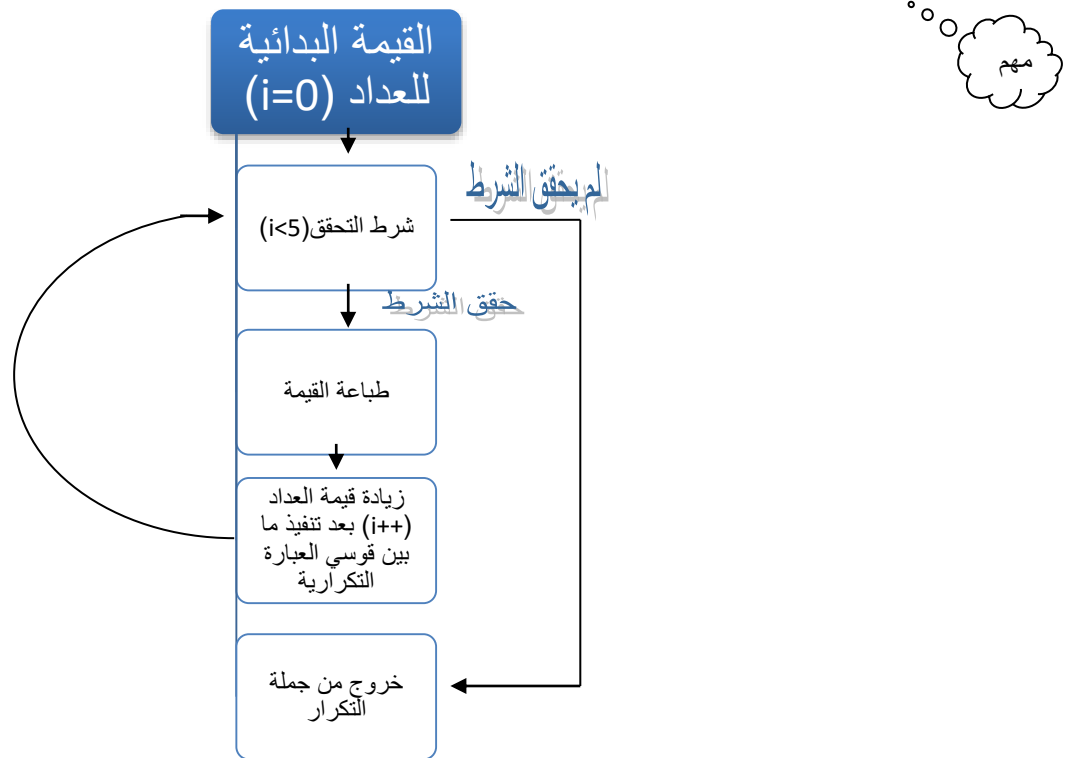 القيمة البدائية
للعداد (i=0)
مهم
لم يحقق الشرط
شرط التحقق(i<5)
حقق الشرط
طباعة القيمة
زيادة قيمة العداد
(i++) بعد تنفيذ ما
بين قوسي العبارة
التكرارية
خروج من جملة
التكرار